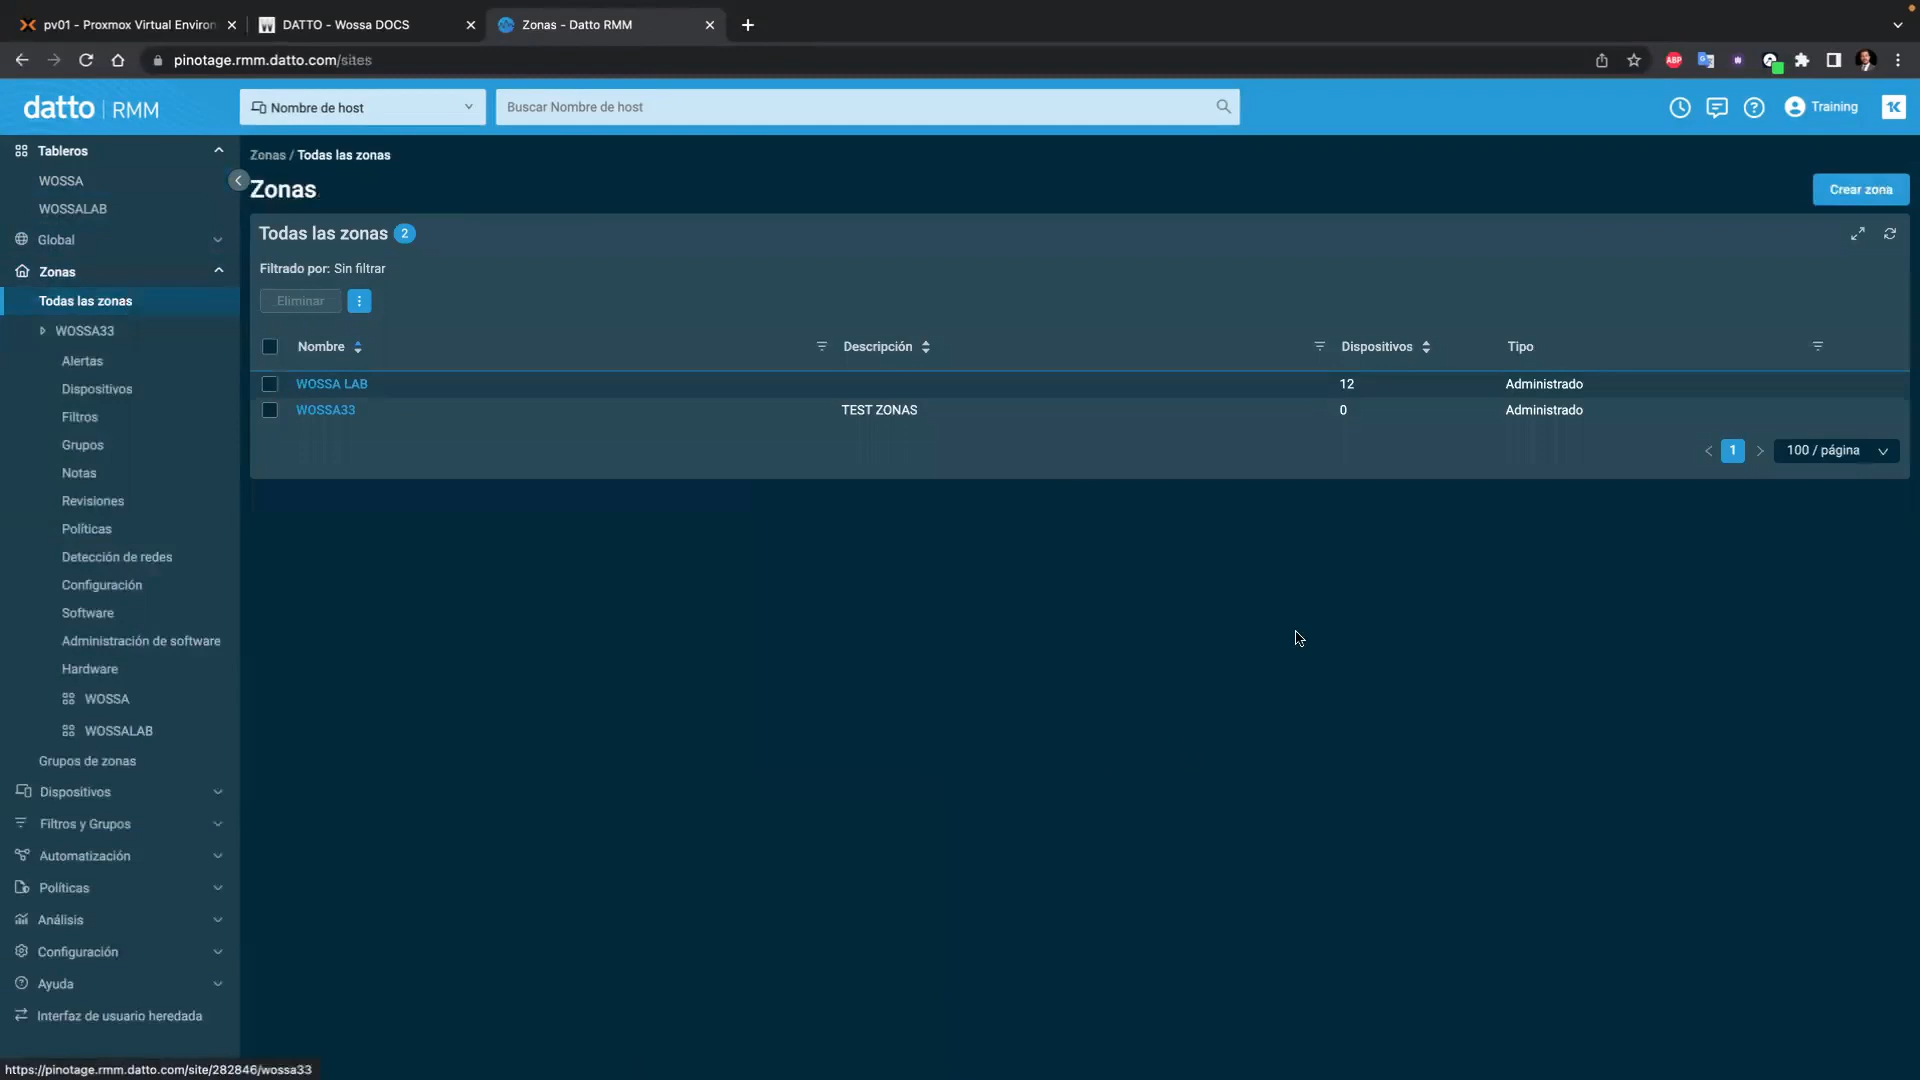 pv01 - Proxmox Virtual Environ
DATTO - Wossa DOCS
Zonas - Datto RMM
pinotage.rmm.datto.com/sites
ABP
datto | RMM
Nombre de host
Buscar Nombre de host
Training
Tableros
WOSSA
WOSSALAB
Global
Zonas
Todas las zonas
WOSSA33
Alertas
Dispositivos
Filtros
Grupos
Notas
Revisiones
Políticas
Detección de redes
Configuración
Software
Administración de software
Hardware
WOSSA
WOSSALAB
Grupos de zonas
Dispositivos
Filtros y Grupos
Automatización
Políticas
Análisis
Configuración
Ayuda
Interfaz de usuario heredada
Zonas / Todas las zonas
Zonas
Crear zona
Todas las zonas 2
Filtrado por: Sin filtrar
Eliminar
Nombre Descripción Dispositivos Tipo
WOSSA LAB 12 Administrado
WOSSA33 TEST ZONAS 0 Administrado
1 100 / página
https://pinotage.rmm.datto.com/site/282846/wossa33